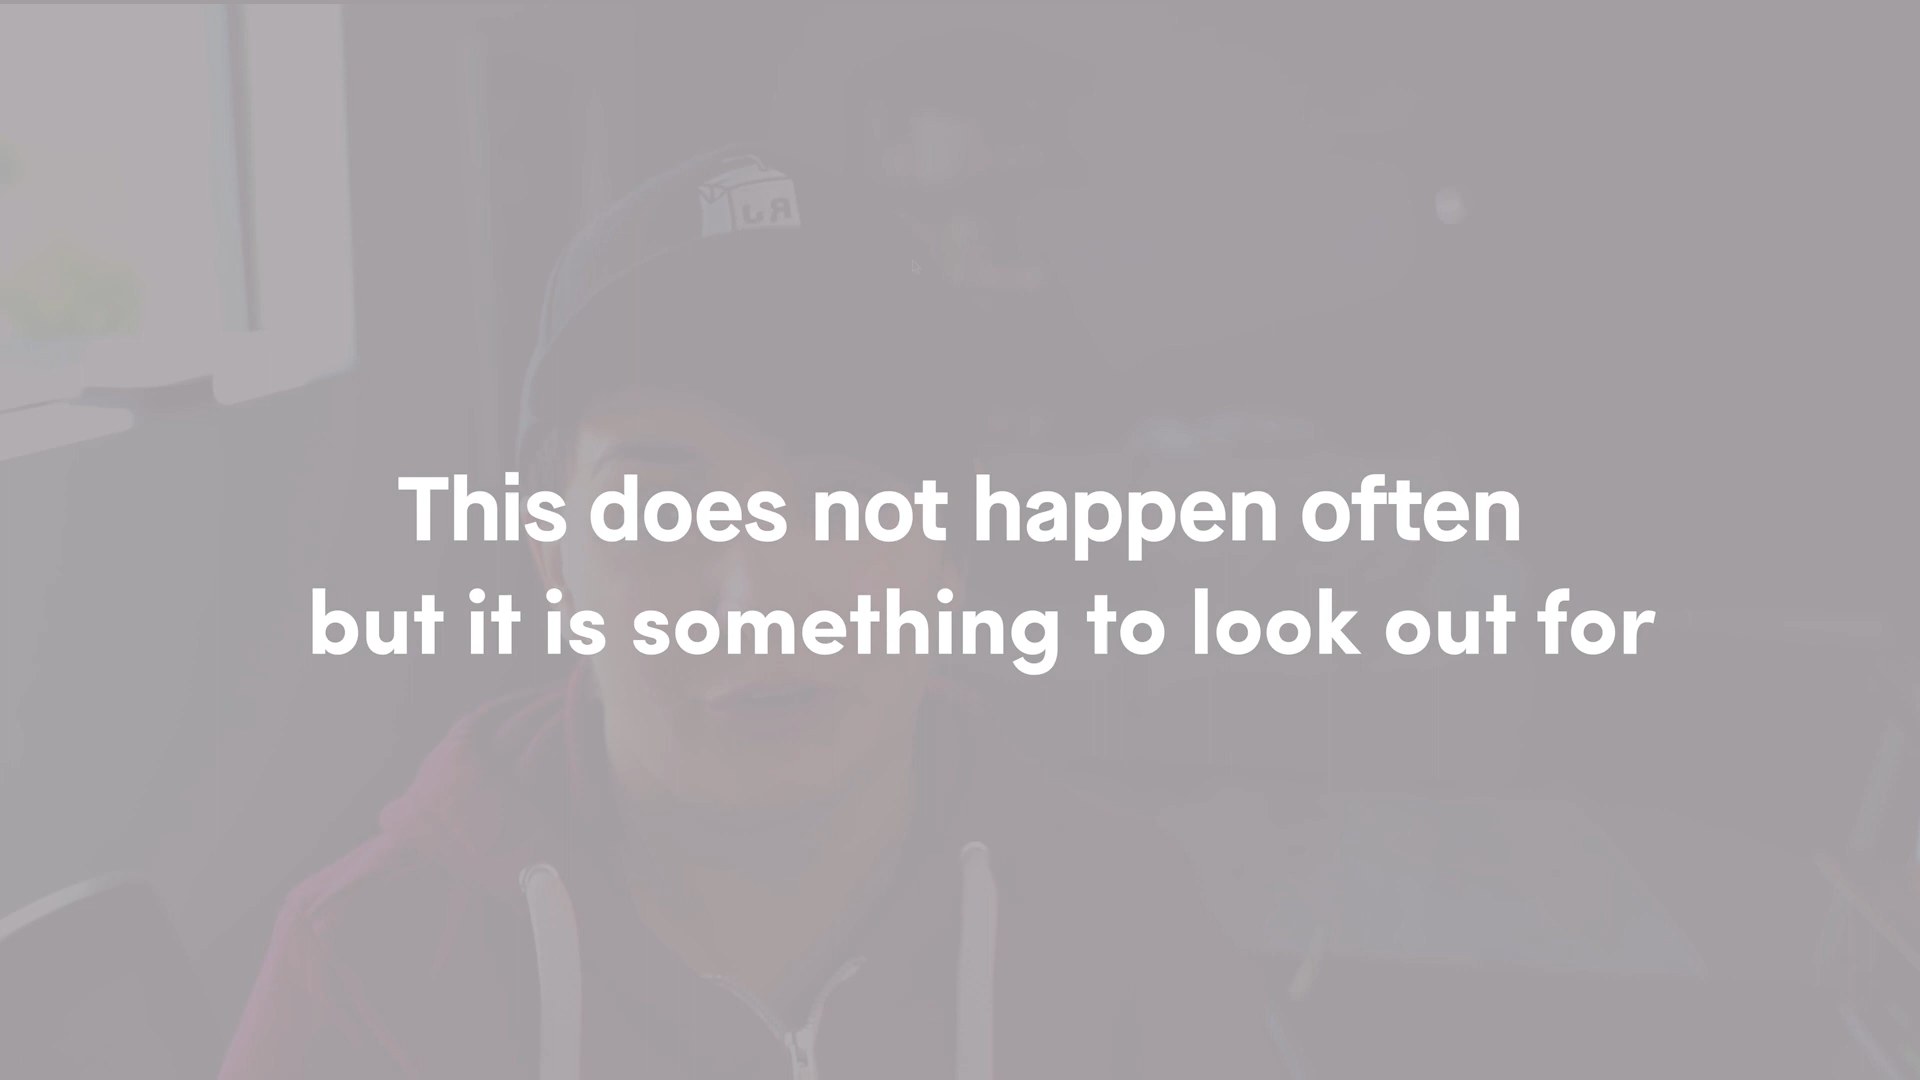 This does not happen often
but it is something to look out for